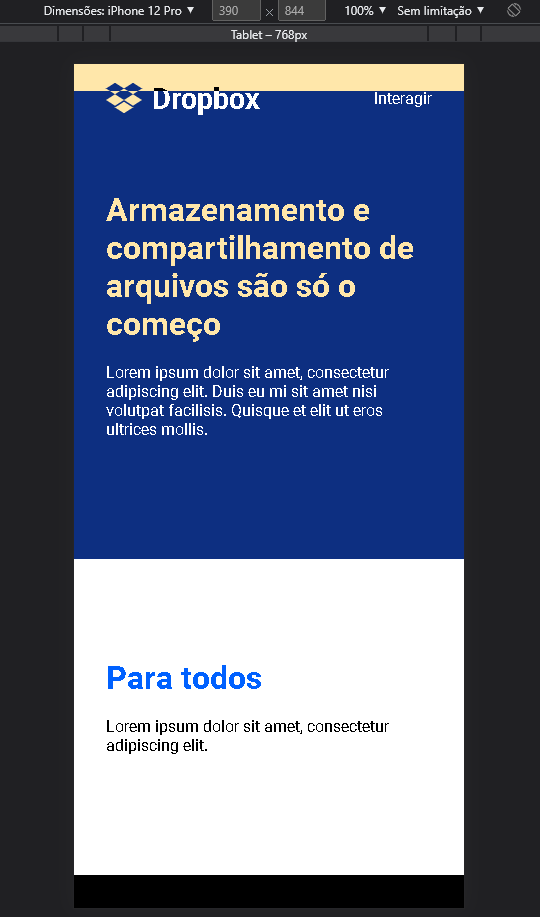 Dimensões: iPhone 12 Pro ▼ 390 × 844 100% ▼ Sem limitação ▼
Tablet – 768px
Dropbox Interagir
Armazenamento e
compartilhamento de
arquivos são só o
começo
Lorem ipsum dolor sit amet, consectetur
adipiscing elit. Duis eu mi sit amet nisi
volutpat facilisis. Quisque et elit ut eros
ultrices mollis.
Para todos
Lorem ipsum dolor sit amet, consectetur
adipiscing elit.